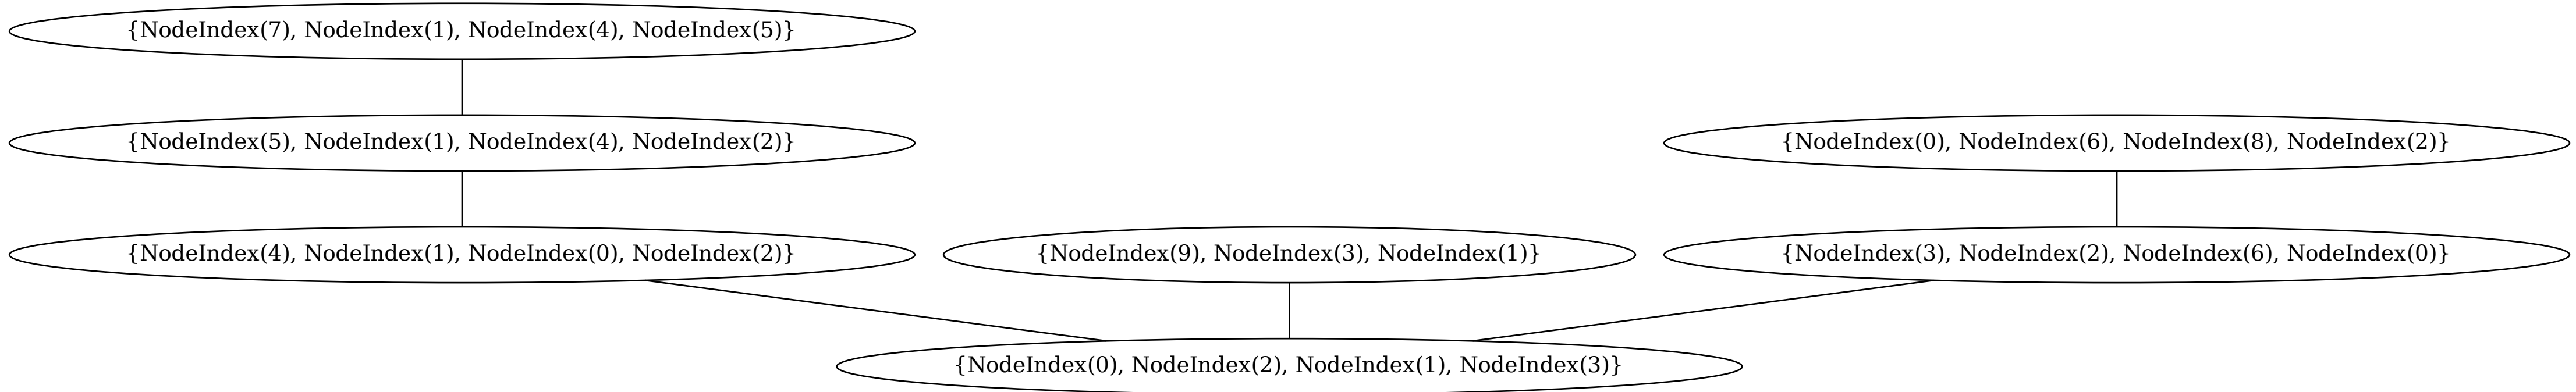 {NodeIndex(7), NodeIndex(1), NodeIndex(4), NodeIndex(5)}
{NodeIndex(5), NodeIndex(1), NodeIndex(4), NodeIndex(2)}
{NodeIndex(0), NodeIndex(6), NodeIndex(8), NodeIndex(2)}
{NodeIndex(4), NodeIndex(1), NodeIndex(0), NodeIndex(2)}
{NodeIndex(9), NodeIndex(3), NodeIndex(1)}
{NodeIndex(3), NodeIndex(2), NodeIndex(6), NodeIndex(0)}
{NodeIndex(0), NodeIndex(2), NodeIndex(1), NodeIndex(3)}